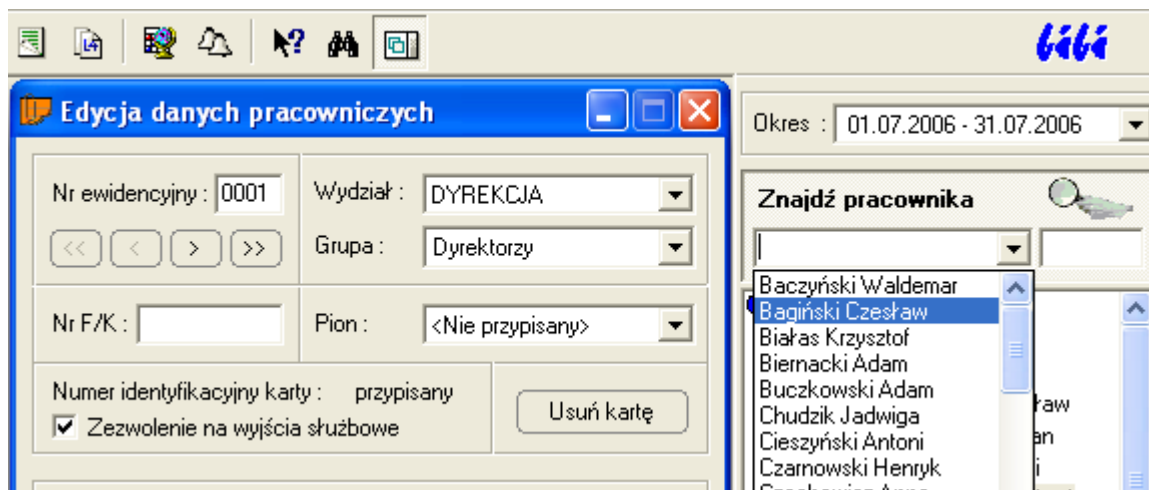 L4
bábá
Edycja danych pracowniczych
Nr ewidencyjny : 0001
Wydział : DYREKCJA
<< < > >>
Grupa : Dyrektorzy
Nr F/K :
Pion : <Nie przypisany>
Numer identyfikacyjny karty : przypisany
Zezwolenie na wyjścia służbowe
Usuń kartę
Okres : 01.07.2006 - 31.07.2006
Znajdź pracownika
Baczyński Waldemar
Bagiński Czesław
Białas Krzysztof
Biernacki Adam
Buczkowski Adam
Chudzik Jadwiga
Cieszyński Antoni
Czarnowski Henryk